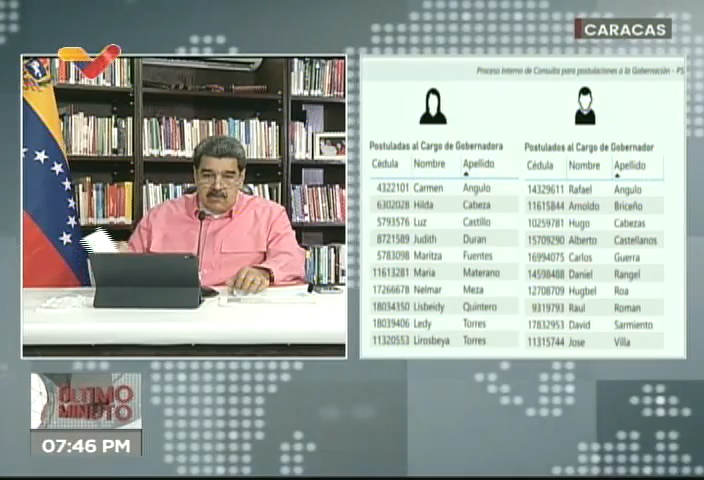 CARACAS
Proceso Interno de Consulta para postulaciones a la Gobernación - PS
Postuladas al Cargo de Gobernadora
Cédula Nombre Apellido
4322101 Carmen Angulo
6302028 Hilda Cabeza
5793576 Luz Castillo
8721589 Judith Duran
5783098 Maritza Fuentes
11613281 Maria Materano
17266678 Nelmar Meza
18034350 Lisbeidy Quintero
18039406 Ledy Torres
11320553 Lirosbeya Torres
Postulados al Cargo de Gobernador
Cédula Nombre Apellido
14329611 Rafael Angulo
11615844 Arnoldo Briceño
10259781 Hugo Cabezas
15709290 Alberto Castellanos
16994075 Carlos Guerra
14598488 Daniel Rangel
12708709 Hugbel Roa
9319793 Raul Roman
17832953 David Sarmiento
11315744 Jose Villa
ÚLTIMO
MINUTO
07:46 PM